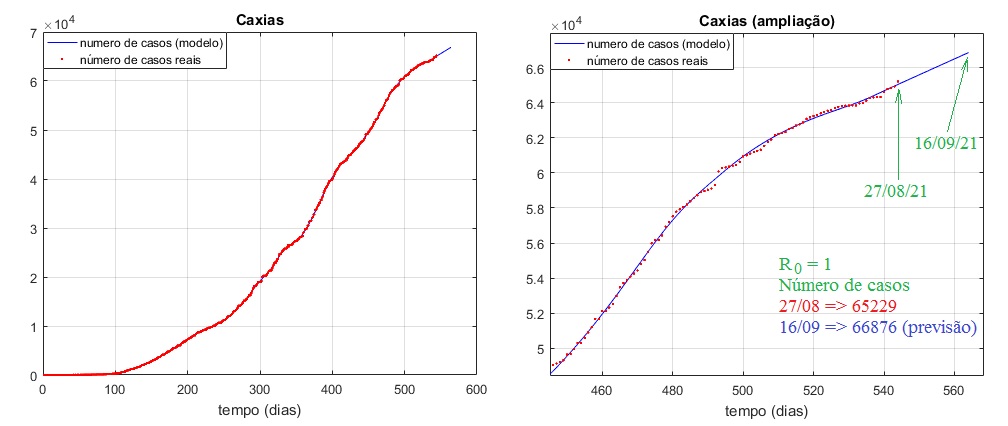 Caxias
×10⁴
numero de casos (modelo)
número de casos reais
7
6
5
4
3
2
1
0
0 100 200 300 400 500 600
tempo (dias)
Caxias (ampliação)
×10⁴
numero de casos (modelo)
número de casos reais
6.6
6.4
6.2
6
5.8
5.6
5.4
5.2
5
16/09/21
27/08/21
R₀ = 1
Número de casos
27/08 => 65229
16/09 => 66876 (previsão)
460 480 500 520 540 560
tempo (dias)